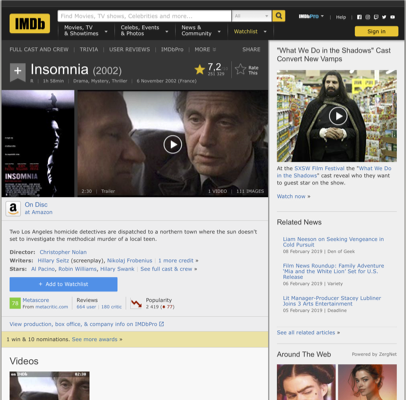 IMDb
Find Movies, TV shows, Celebrities and more...
All
IMDbPro
Help
Movies, TV & Showtimes
Celebs, Events & Photos
News & Community
Watchlist
Sign in
FULL CAST AND CREW | TRIVIA | USER REVIEWS | IMDbPro | MORE
SHARE
Insomnia (2002)
7,2
Rate This
1h 58min | Drama, Mystery, Thriller | 6 November 2002 (France)
INSOMNIA
2:30 | Trailer
1 VIDEO | 111 IMAGES
On Disc
at Amazon
Two Los Angeles homicide detectives are dispatched to a northern town where the sun doesn't
set to investigate the methodical murder of a local teen.
Director: Christopher Nolan
Writers: Hillary Seitz (screenplay), Nikolaj Frobenius | 1 more credit »
Stars: Al Pacino, Robin Williams, Hilary Swank | See full cast & crew »
+ Add to Watchlist
Metascore
From metacritic.com
Reviews
664 user | 180 critic
Popularity
2 419 (77)
View production, box office, & company info on IMDbPro
1 win & 10 nominations. See more awards »
Videos
"What We Do in the Shadows" Cast
Convert New Vamps
At the SXSW Film Festival the "What We
Do in the Shadows" cast reveal who they want
to guest star on the show.
Watch now »
Related News
Liam Neeson on Seeking Vengeance in
Cold Pursuit
08 February 2019 | Den of Geek
Film News Roundup: Family Adventure
'Mia and the White Lion' Set for U.S.
Release
06 February 2019 | Variety
Lit Manager-Producer Stacey Lubliner
Joins 3 Arts Entertainment
05 February 2019 | Deadline
See all related articles »
Around The Web
Powered by ZergNet